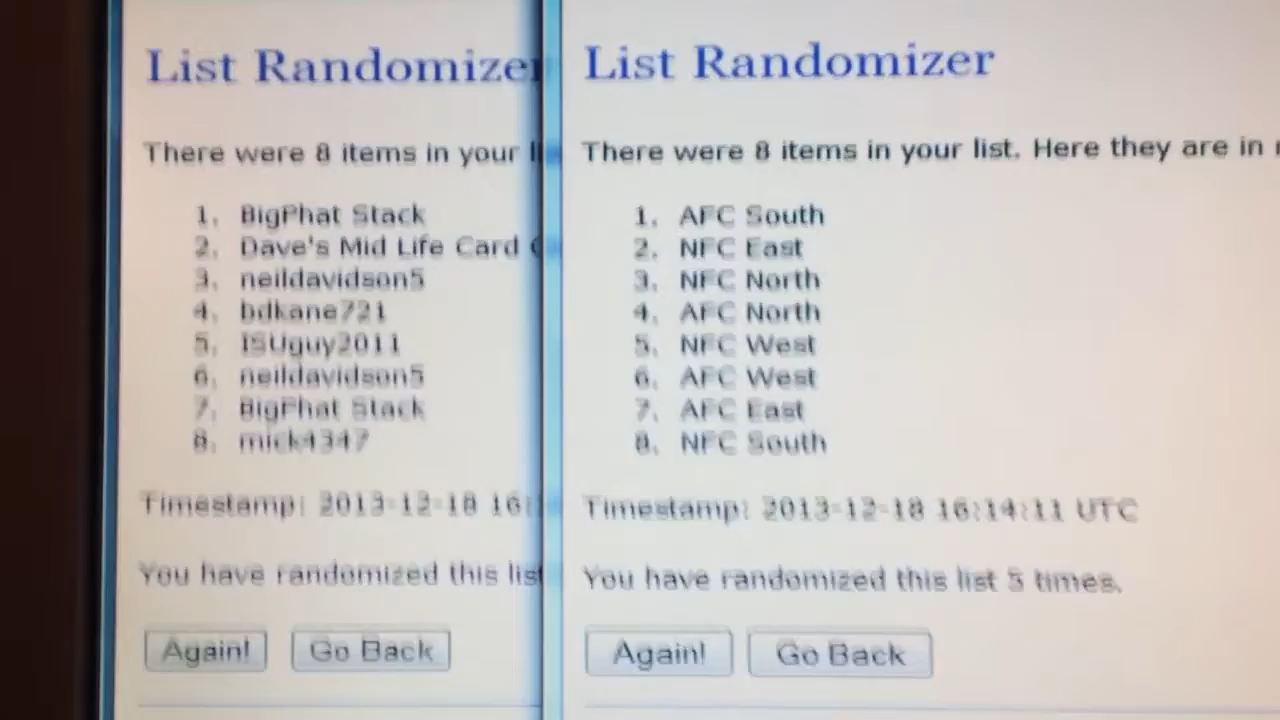 List Randomizer
There were 8 items in your
1. BigPhat Stack
2. Dave's Mid Life Card
3. neildavidson5
4. bdkane721
5. ISUguy2011
6. neildavidson5
7. BigPhat Stack
8. mick4347
Timestamp: 2013-12-18 16:
You have randomized this list
Again! Go Back
List Randomizer
There were 8 items in your list. Here they are in
1. AFC South
2. NFC East
3. NFC North
4. AFC North
5. NFC West
6. AFC West
7. AFC East
8. NFC South
Timestamp: 2013-12-18 16:14:11 UTC
You have randomized this list 5 times.
Again! Go Back